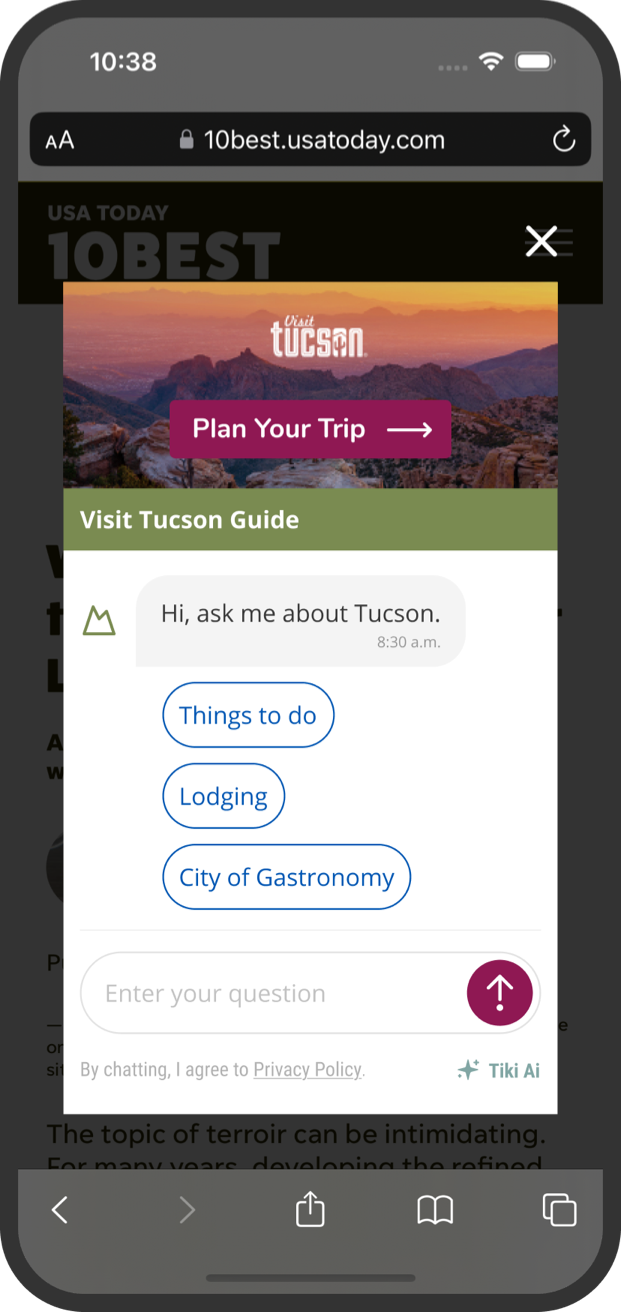 10:38
AA 10best.usatoday.com
USA TODAY
10BEST
Visit
tucson
Plan Your Trip
Visit Tucson Guide
Hi, ask me about Tucson.
8:30 a.m.
Things to do
Lodging
City of Gastronomy
Enter your question
By chatting, I agree to Privacy Policy.
Tiki Ai
The topic of terroir can be intimidating.
For many years, developing the refined